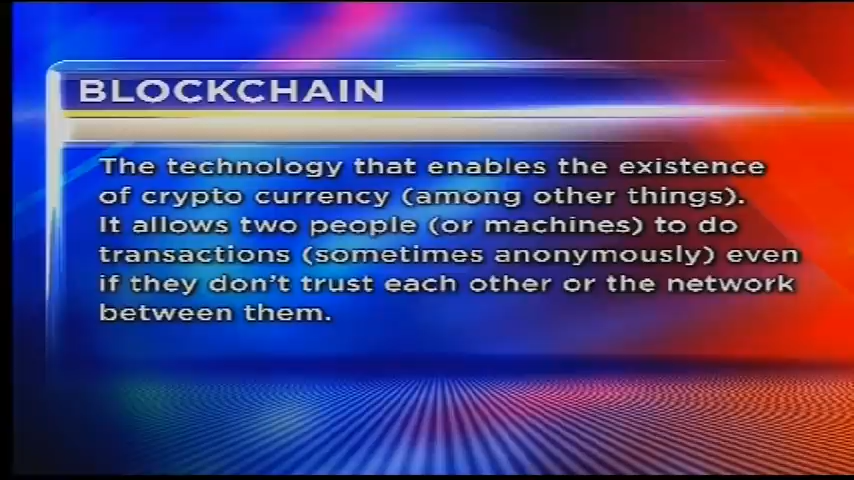 BLOCKCHAIN
The technology that enables the existence
of crypto currency (among other things).
It allows two people (or machines) to do
transactions (sometimes anonymously) even
if they don't trust each other or the network
between them.